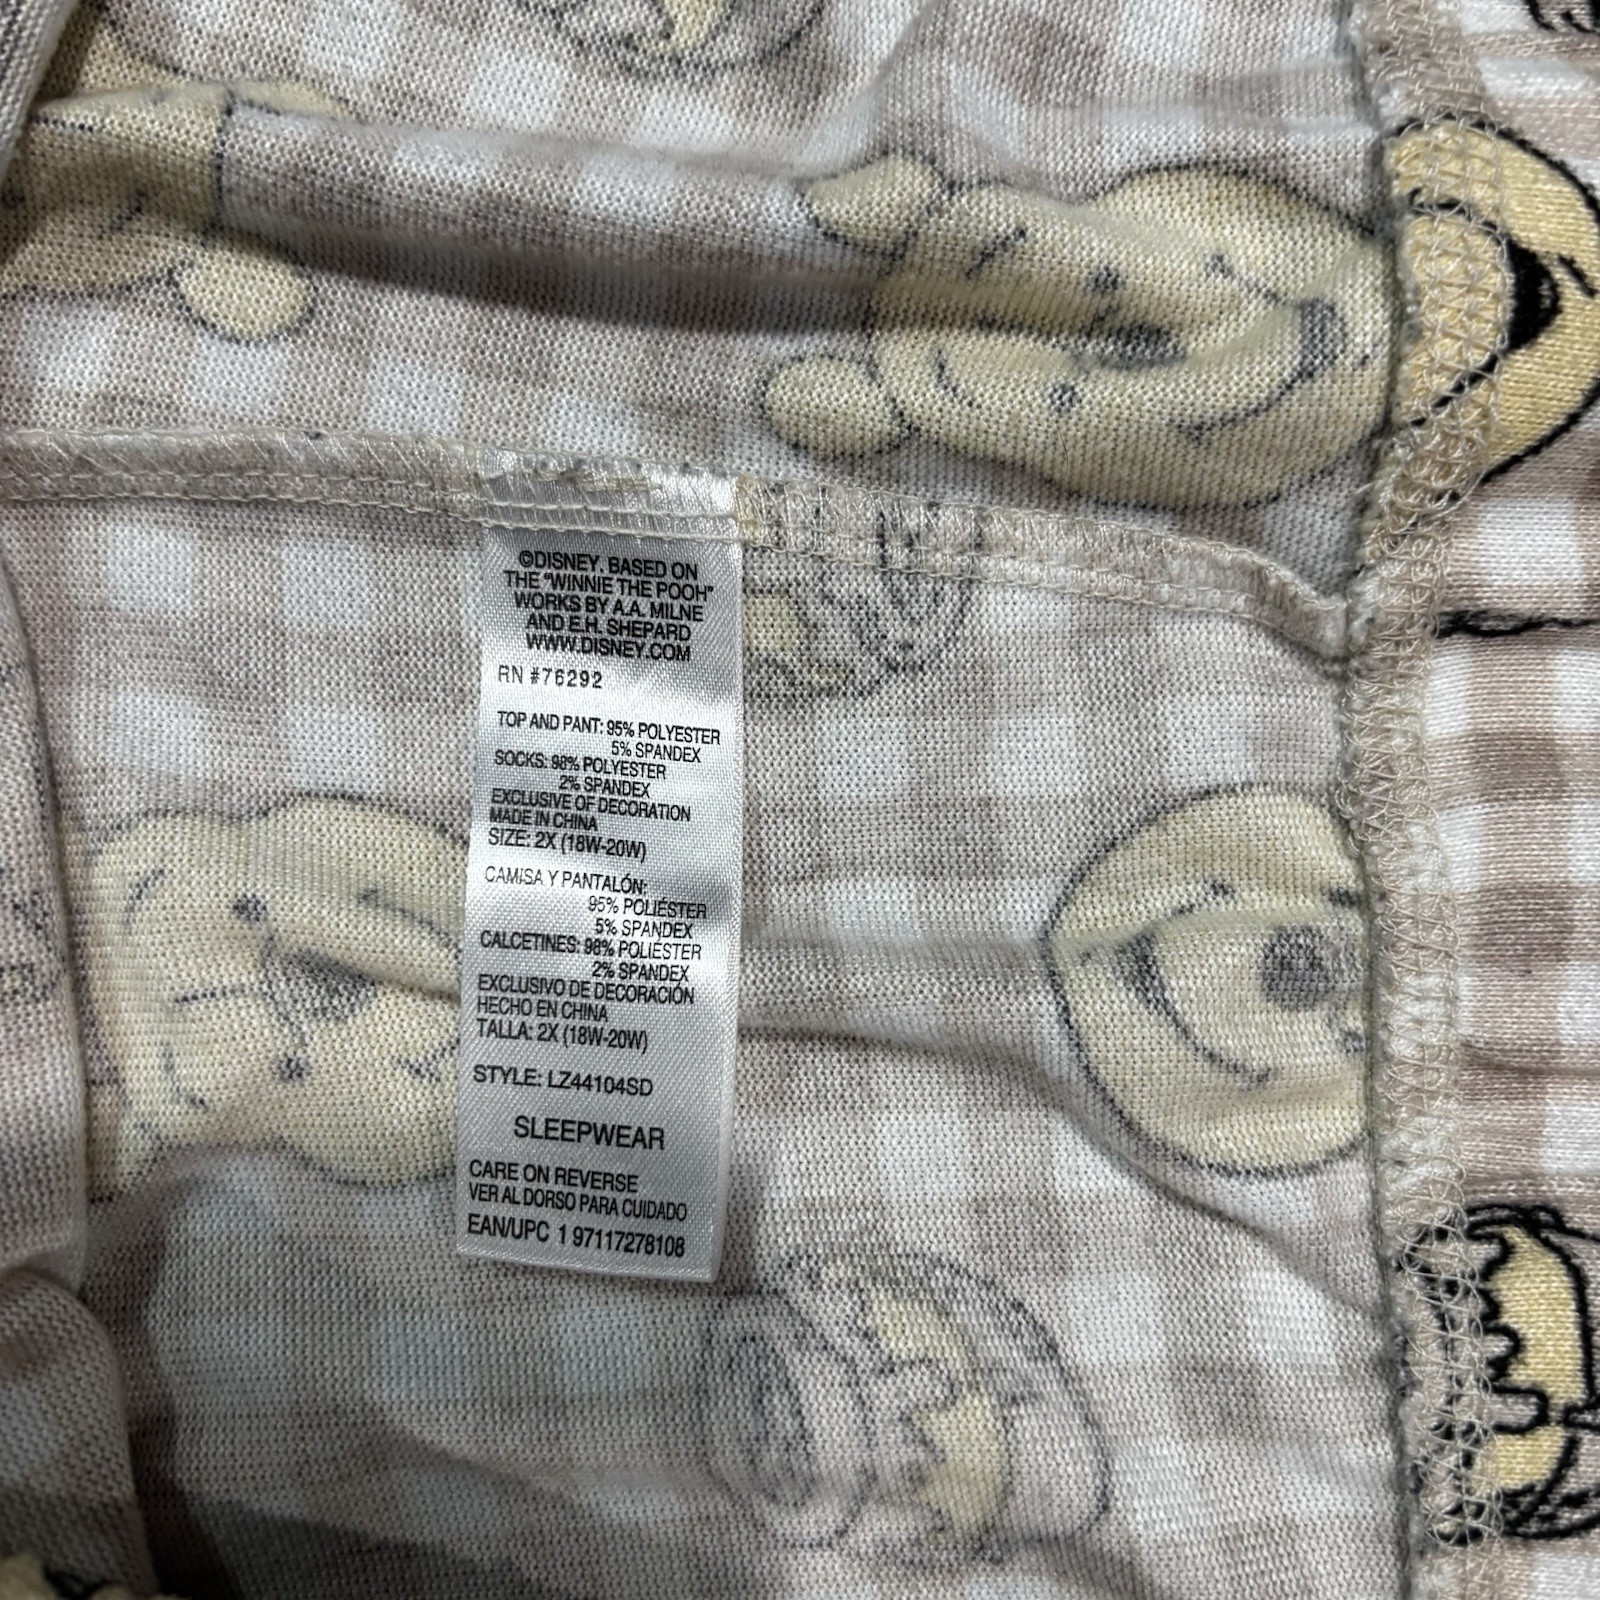 ©DISNEY. BASED ON
THE "WINNIE THE POOH"
WORKS BY A.A. MILNE
AND E.H. SHEPARD
WWW.DISNEY.COM
RN #76292
TOP AND PANT: 95% POLYESTER
5% SPANDEX
SOCKS: 98% POLYESTER
2% SPANDEX
EXCLUSIVE OF DECORATION
MADE IN CHINA
SIZE: 2X (18W-20W)
CAMISA Y PANTALÓN:
95% POLIÉSTER
5% SPANDEX
CALCETINES: 98% POLIÉSTER
2% SPANDEX
EXCLUSIVO DE DECORACIÓN
HECHO EN CHINA
TALLA: 2X (18W-20W)
STYLE: LZ44104SD
SLEEPWEAR
CARE ON REVERSE
VER AL DORSO PARA CUIDADO
EAN/UPC 1 97117278108